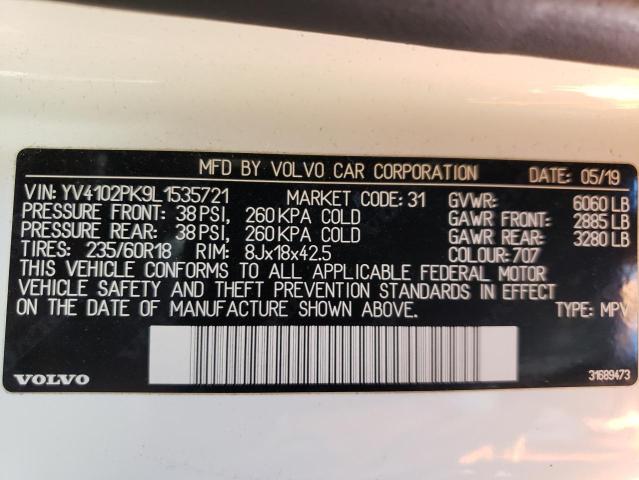 MFD BY VOLVO CAR CORPORATION DATE: 05/19
VIN: YV4102PK9L1535721 MARKET CODE: 31 GVWR: 6060 LB
PRESSURE FRONT: 38 PSI, 260 KPA COLD GAWR FRONT: 2885 LB
PRESSURE REAR: 38 PSI, 260 KPA COLD GAWR REAR: 3280 LB
TIRES: 235/60R18 RIM: 8Jx18x42.5 COLOUR: 707
THIS VEHICLE CONFORMS TO ALL APPLICABLE FEDERAL MOTOR
VEHICLE SAFETY AND THEFT PREVENTION STANDARDS IN EFFECT
ON THE DATE OF MANUFACTURE SHOWN ABOVE. TYPE: MPV
VOLVO 31689473